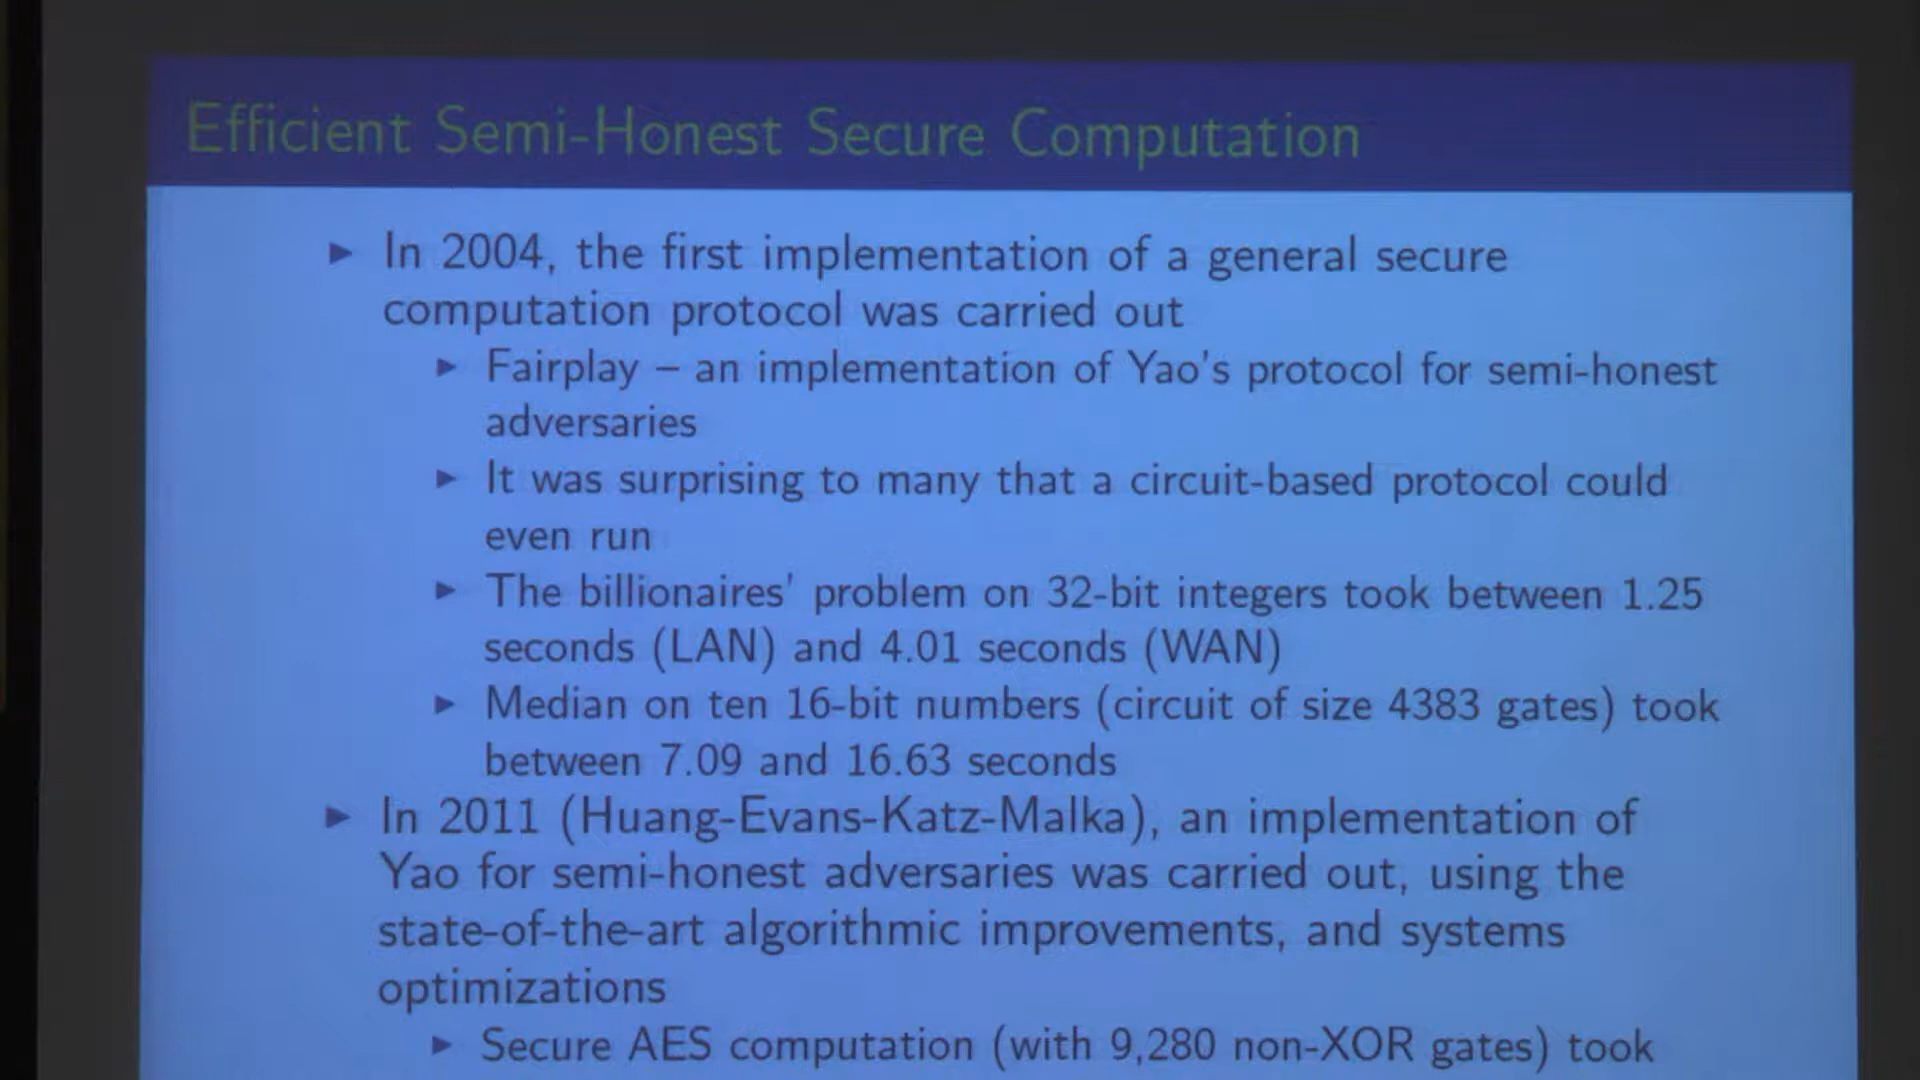 Efficient Semi-Honest Secure Computation
▶ In 2004, the first implementation of a general secure
computation protocol was carried out
▶ Fairplay – an implementation of Yao's protocol for semi-honest
adversaries
▶ It was surprising to many that a circuit-based protocol could
even run
▶ The billionaires' problem on 32-bit integers took between 1.25
seconds (LAN) and 4.01 seconds (WAN)
▶ Median on ten 16-bit numbers (circuit of size 4383 gates) took
between 7.09 and 16.63 seconds
▶ In 2011 (Huang-Evans-Katz-Malka), an implementation of
Yao for semi-honest adversaries was carried out, using the
state-of-the-art algorithmic improvements, and systems
optimizations
▶ Secure AES computation (with 9,280 non-XOR gates) took